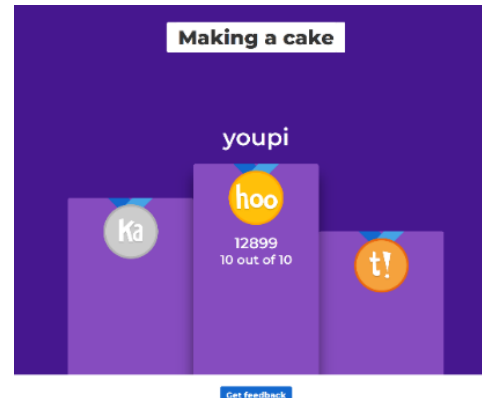 Making a cake
youpi
Ka
hoo
t!
12899
10 out of 10
Get feedback